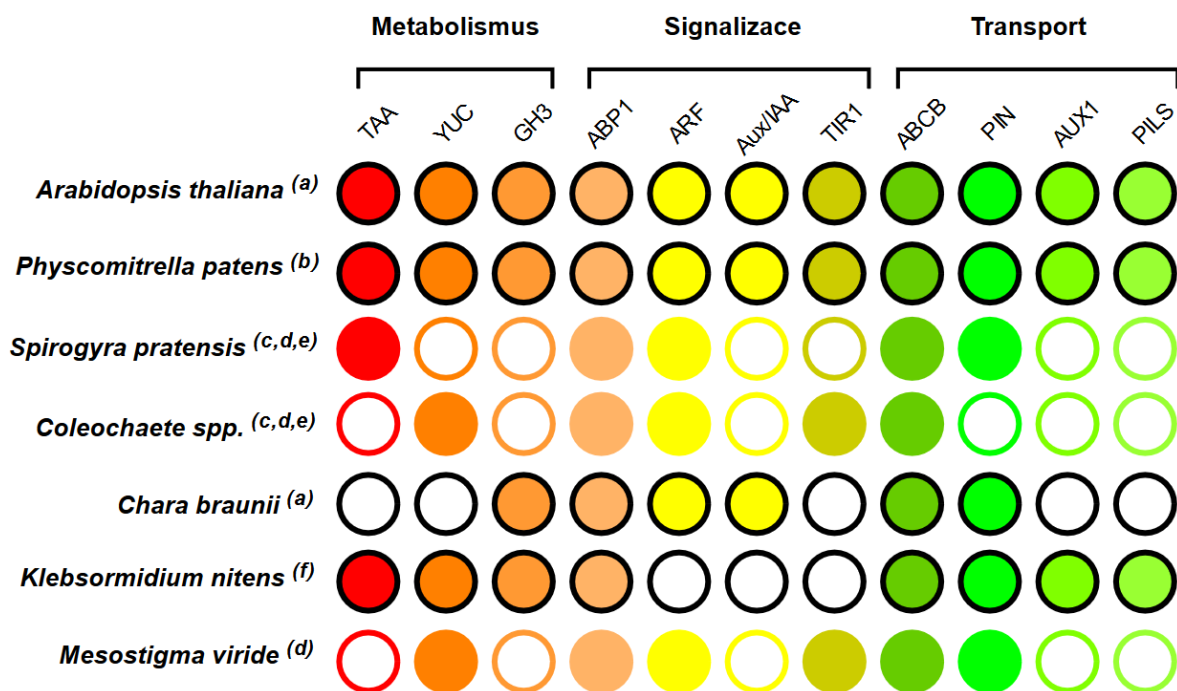 Metabolismus Signalizace Transport
TAA YUC GH3 ABP1 ARF Aux/IAA TIR1 ABCB PIN AUX1 PILS
Arabidopsis thaliana (a)
Physcomitrella patens (b)
Spirogyra pratensis (c,d,e)
Coleochaete spp. (c,d,e)
Chara braunii (a)
Klebsormidium nitens (f)
Mesostigma viride (d)